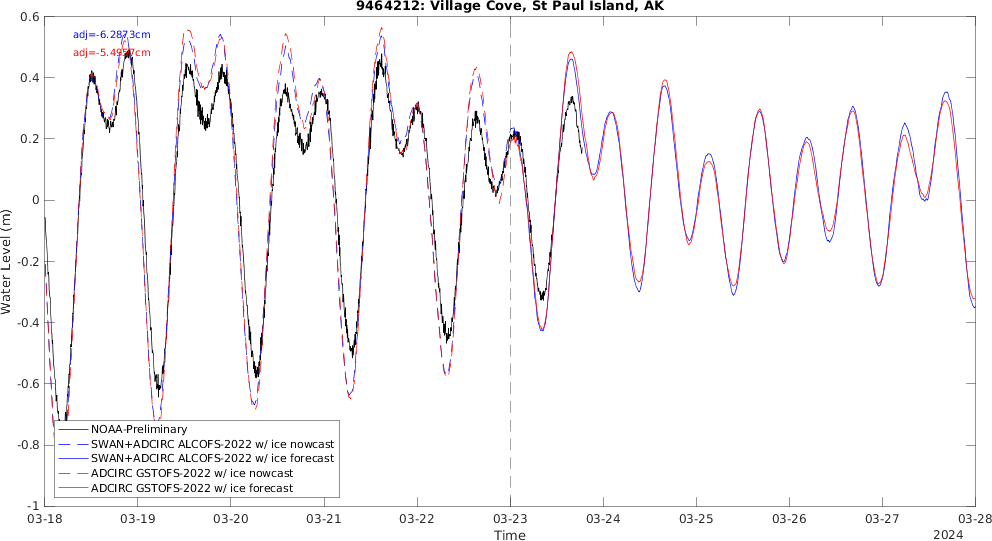 9464212: Village Cove, St Paul Island, AK
adj=-6.2873cm
adj=-5.4957cm
Water Level (m)
0.6
0.4
0.2
0
-0.2
-0.4
-0.6
-0.8
-1
NOAA-Preliminary
SWAN+ADCIRC ALCOFS-2022 w/ ice nowcast
SWAN+ADCIRC ALCOFS-2022 w/ ice forecast
ADCIRC GSTOFS-2022 w/ ice nowcast
ADCIRC GSTOFS-2022 w/ ice forecast
03-18 03-19 03-20 03-21 03-22 03-23 03-24 03-25 03-26 03-27 03-28
Time
2024